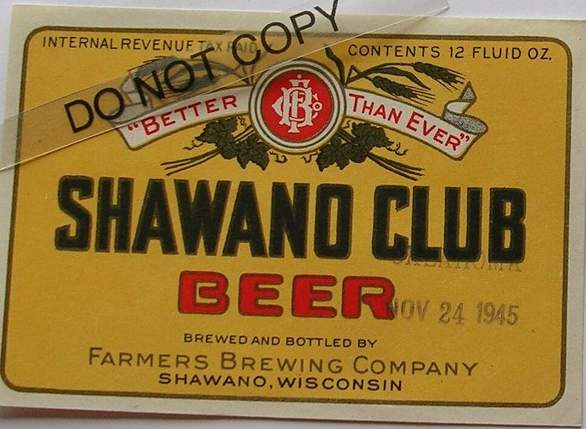 INTERNAL REVENUE TAX PAID
CONTENTS 12 FLUID OZ.
DO NOT COPY
"BETTER THAN EVER"
SHAWANO CLUB
BEER
OKLAHOMA
NOV 24 1945
BREWED AND BOTTLED BY
FARMERS BREWING COMPANY
SHAWANO, WISCONSIN